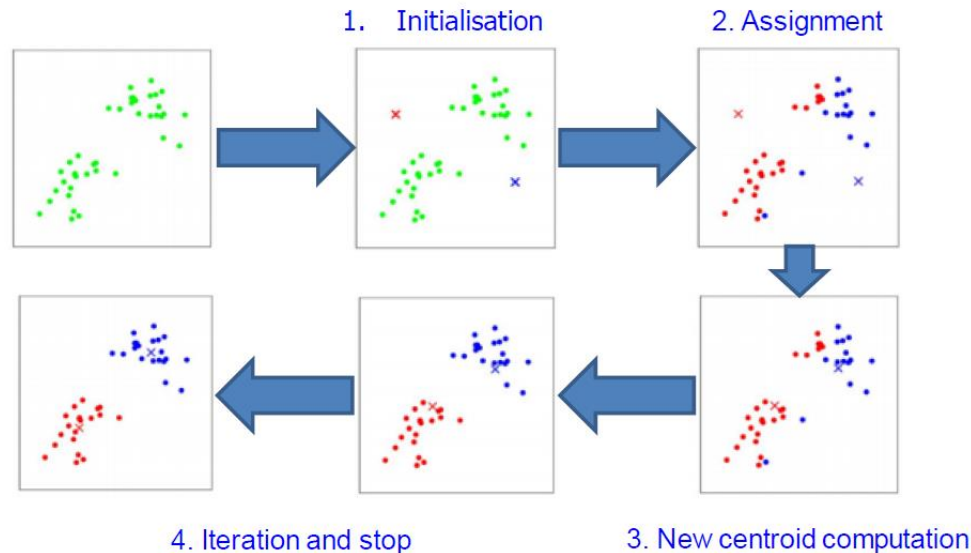 1. Initialisation
2. Assignment
3. New centroid computation
4. Iteration and stop